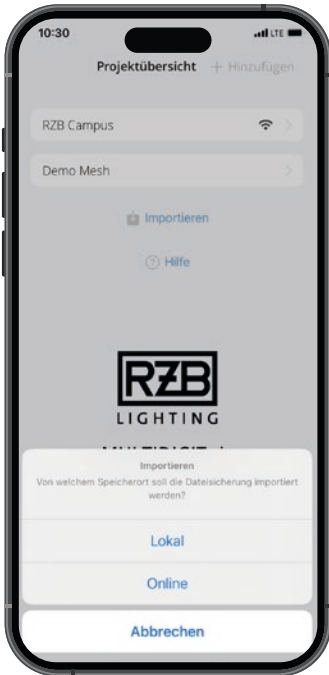 10:30
LTE
Projektübersicht + Hinzufügen
RZB Campus
Demo Mesh
Importieren
? Hilfe
RZB
LIGHTING
Importieren
Von welchem Speicherort soll die Dateisicherung importiert
werden?
Lokal
Online
Abbrechen